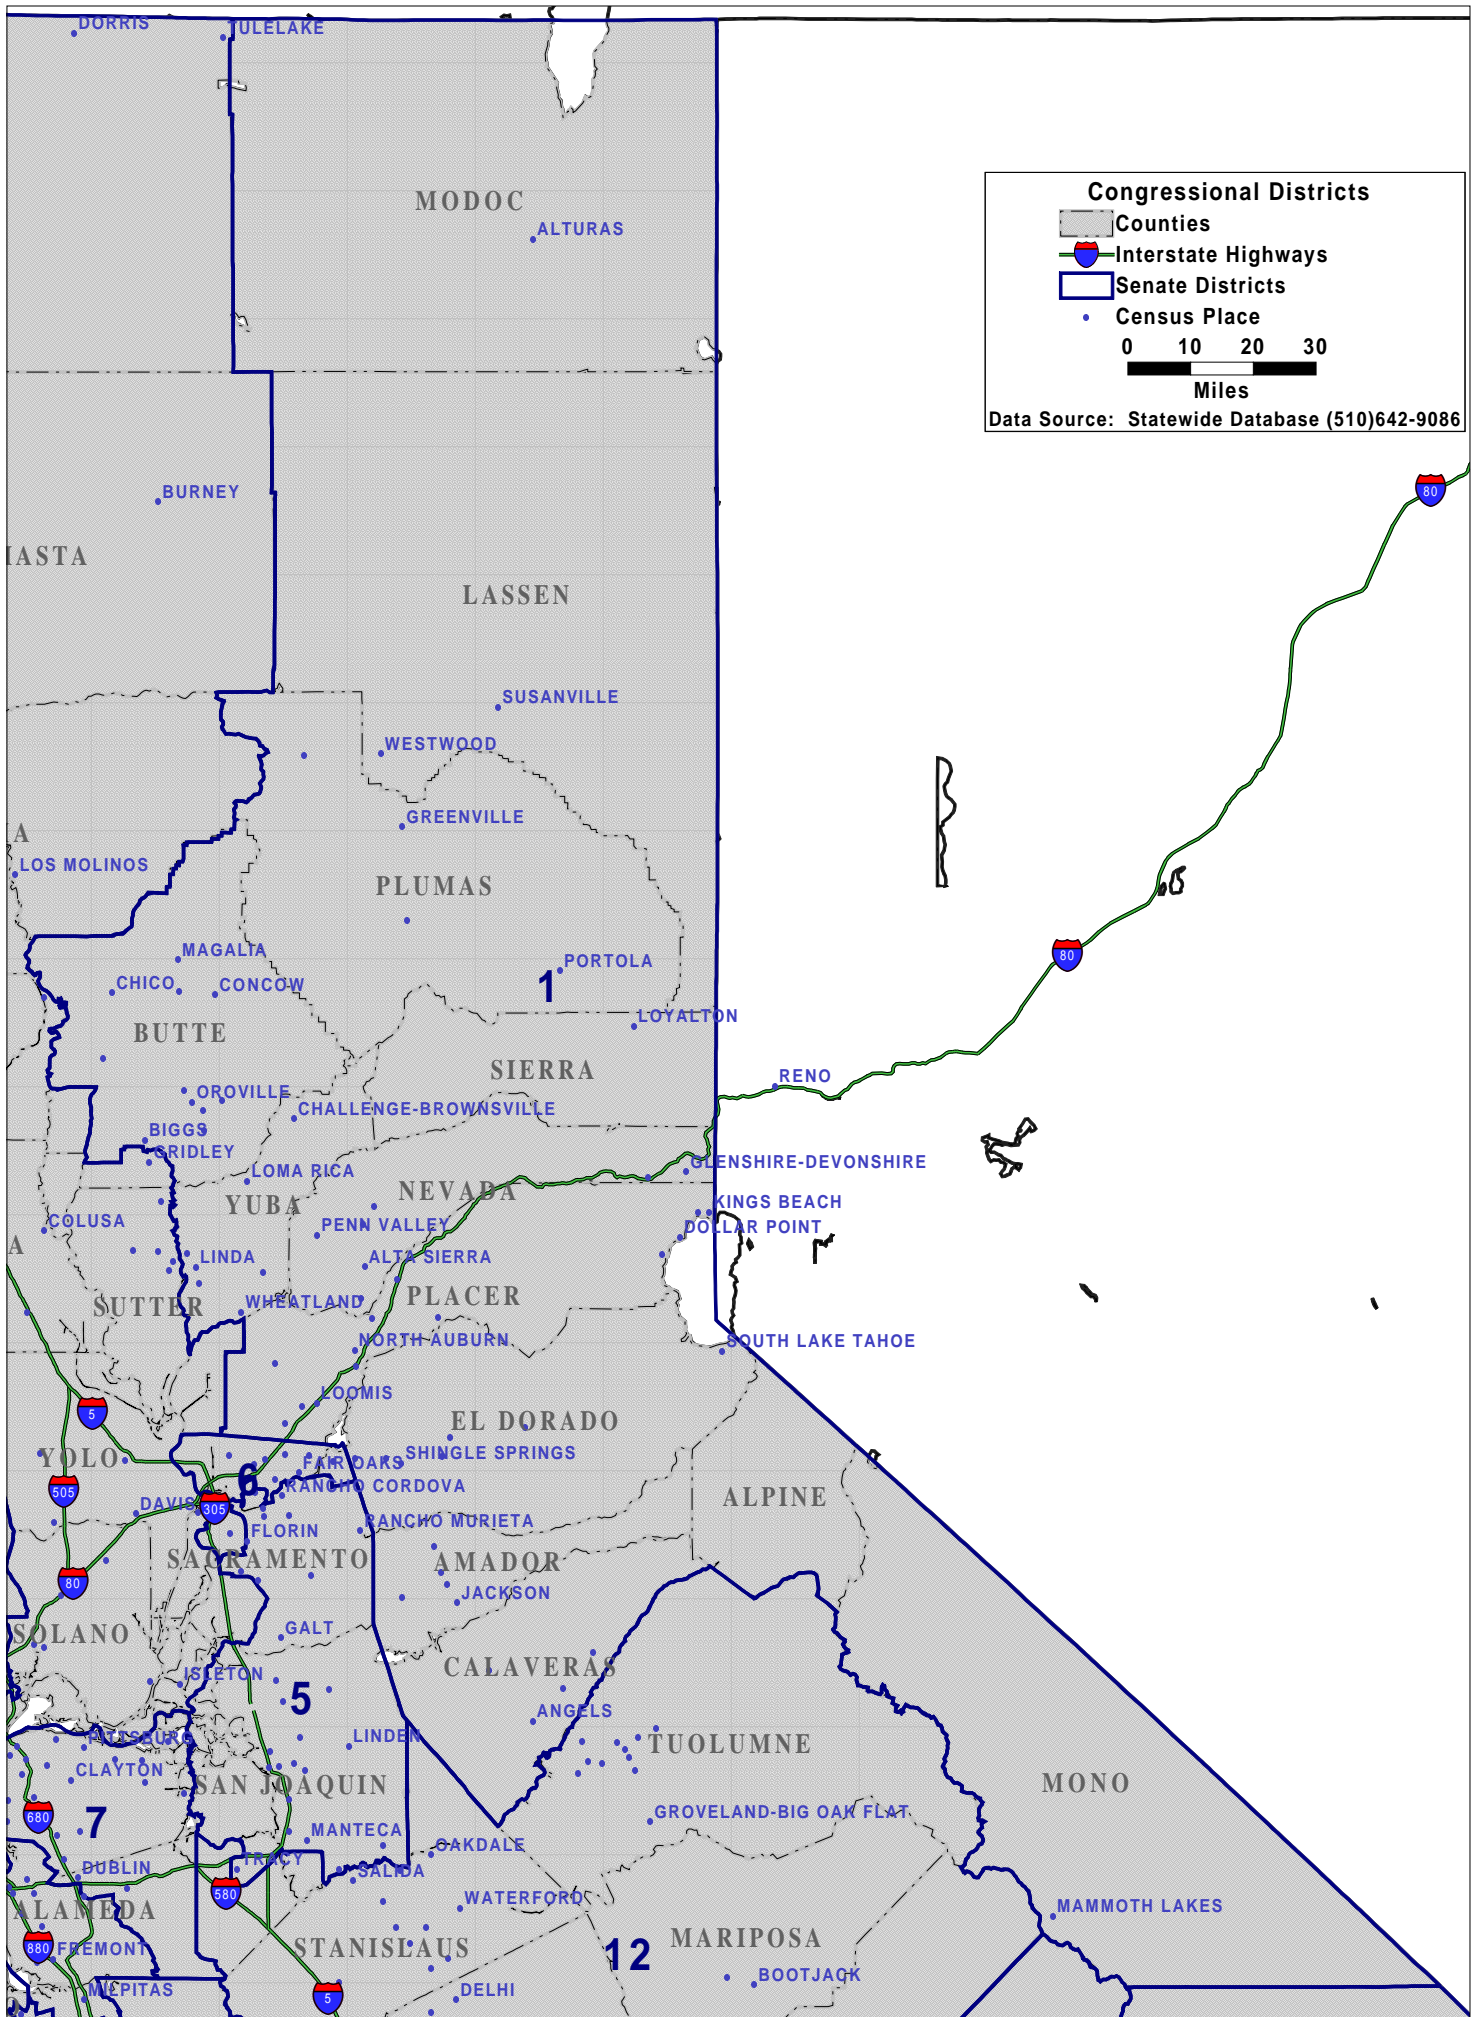 DORRIS
TULELAKE
MODOC
ALTURAS
Congressional Districts
Counties
Interstate Highways
Senate Districts
Census Place
0 10 20 30
Miles
Data Source: Statewide Database (510)642-9086
80
BURNEY
IASTA
LASSEN
SUSANVILLE
WESTWOOD
GREENVILLE
A
LOS MOLINOS
PLUMAS
MAGALIA
80
PORTOLA
1
CHICO
CONCOW
LOYALTON
BUTTE
SIERRA
RENO
OROVILLE
CHALLENGE-BROWNSVILLE
BIGGS
GRIDLEY
GLENSHIRE-DEVONSHIRE
LOMA RICA
NEVADA
YUBA
KINGS BEACH
COLUSA
PENN VALLEY
DOLLAR POINT
A
LINDA
ALTA SIERRA
PLACER
SUTTER
WHEATLAND
NORTH AUBURN
SOUTH LAKE TAHOE
LOOMIS
5
EL DORADO
YOLO
SHINGLE SPRINGS
FAIR OAKS
6
RANCHO CORDOVA
505
ALPINE
DAVIS
305
FLORIN
RANCHO MURIETA
SACRAMENTO
AMADOR
80
JACKSON
SOLANO
GALT
ISLETON
CALAVERAS
5
ANGELS
PITTSBURG
LINDEN
TUOLUMNE
CLAYTON
SAN JOAQUIN
MONO
680
7
GROVELAND-BIG OAK FLAT
MANTECA
OAKDALE
DUBLIN
TRACY
SALIDA
580
WATERFORD
MAMMOTH LAKES
ALAMEDA
MARIPOSA
880
FREMONT
STANISLAUS
12
BOOTJACK
MILPITAS
5
DELHI